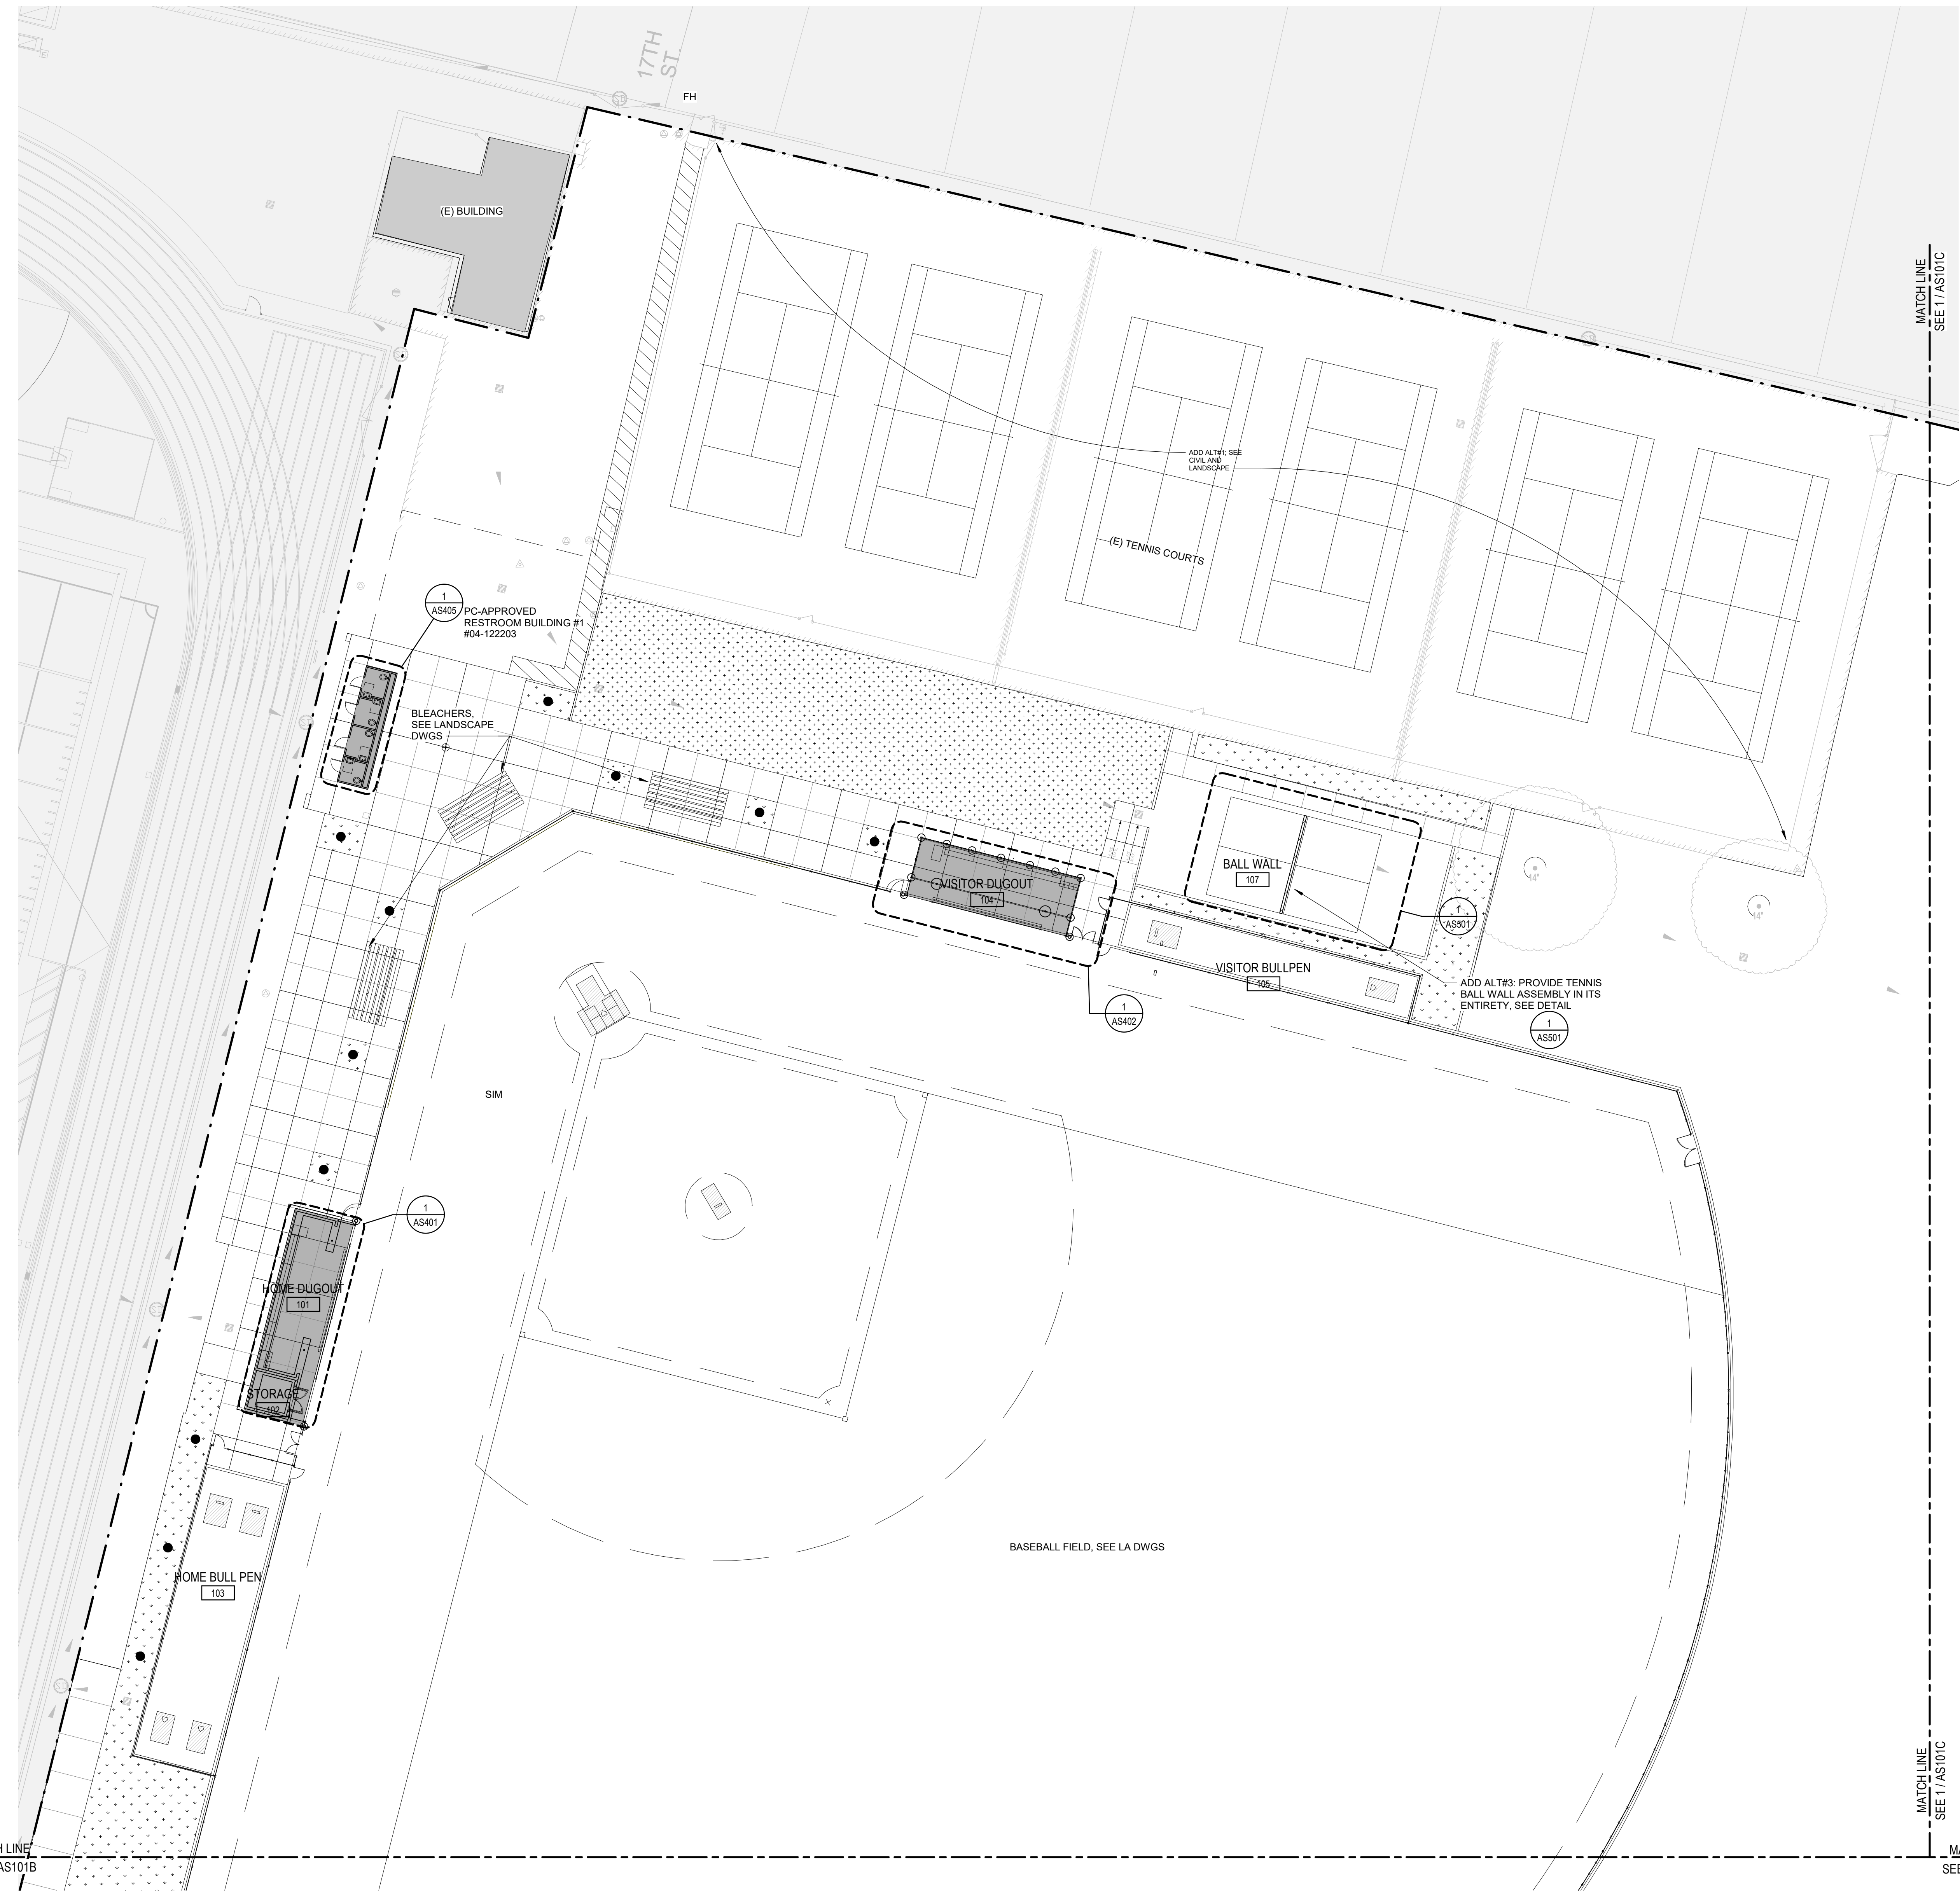 17TH
ST.
FH
(E) BUILDING
MATCH LINE
SEE 1 / AS101C
ADD ALT#1; SEE
CIVIL AND
LANDSCAPE
(E) TENNIS COURTS
1
AS405
PC-APPROVED
RESTROOM BUILDING #1
#04-122203
BLEACHERS,
SEE LANDSCAPE
DWGS
BALL WALL
107
VISITOR DUGOUT
104
14"
14"
1
AS501
VISITOR BULLPEN
105
ADD ALT#3: PROVIDE TENNIS
BALL WALL ASSEMBLY IN ITS
ENTIRETY, SEE DETAIL
1
AS501
1
AS402
SIM
1
AS401
HOME DUGOUT
101
STORAGE
102
BASEBALL FIELD, SEE LA DWGS
HOME BULL PEN
103
MATCH LINE
SEE 1 / AS101C
H LINE
AS101B
MA
SEE